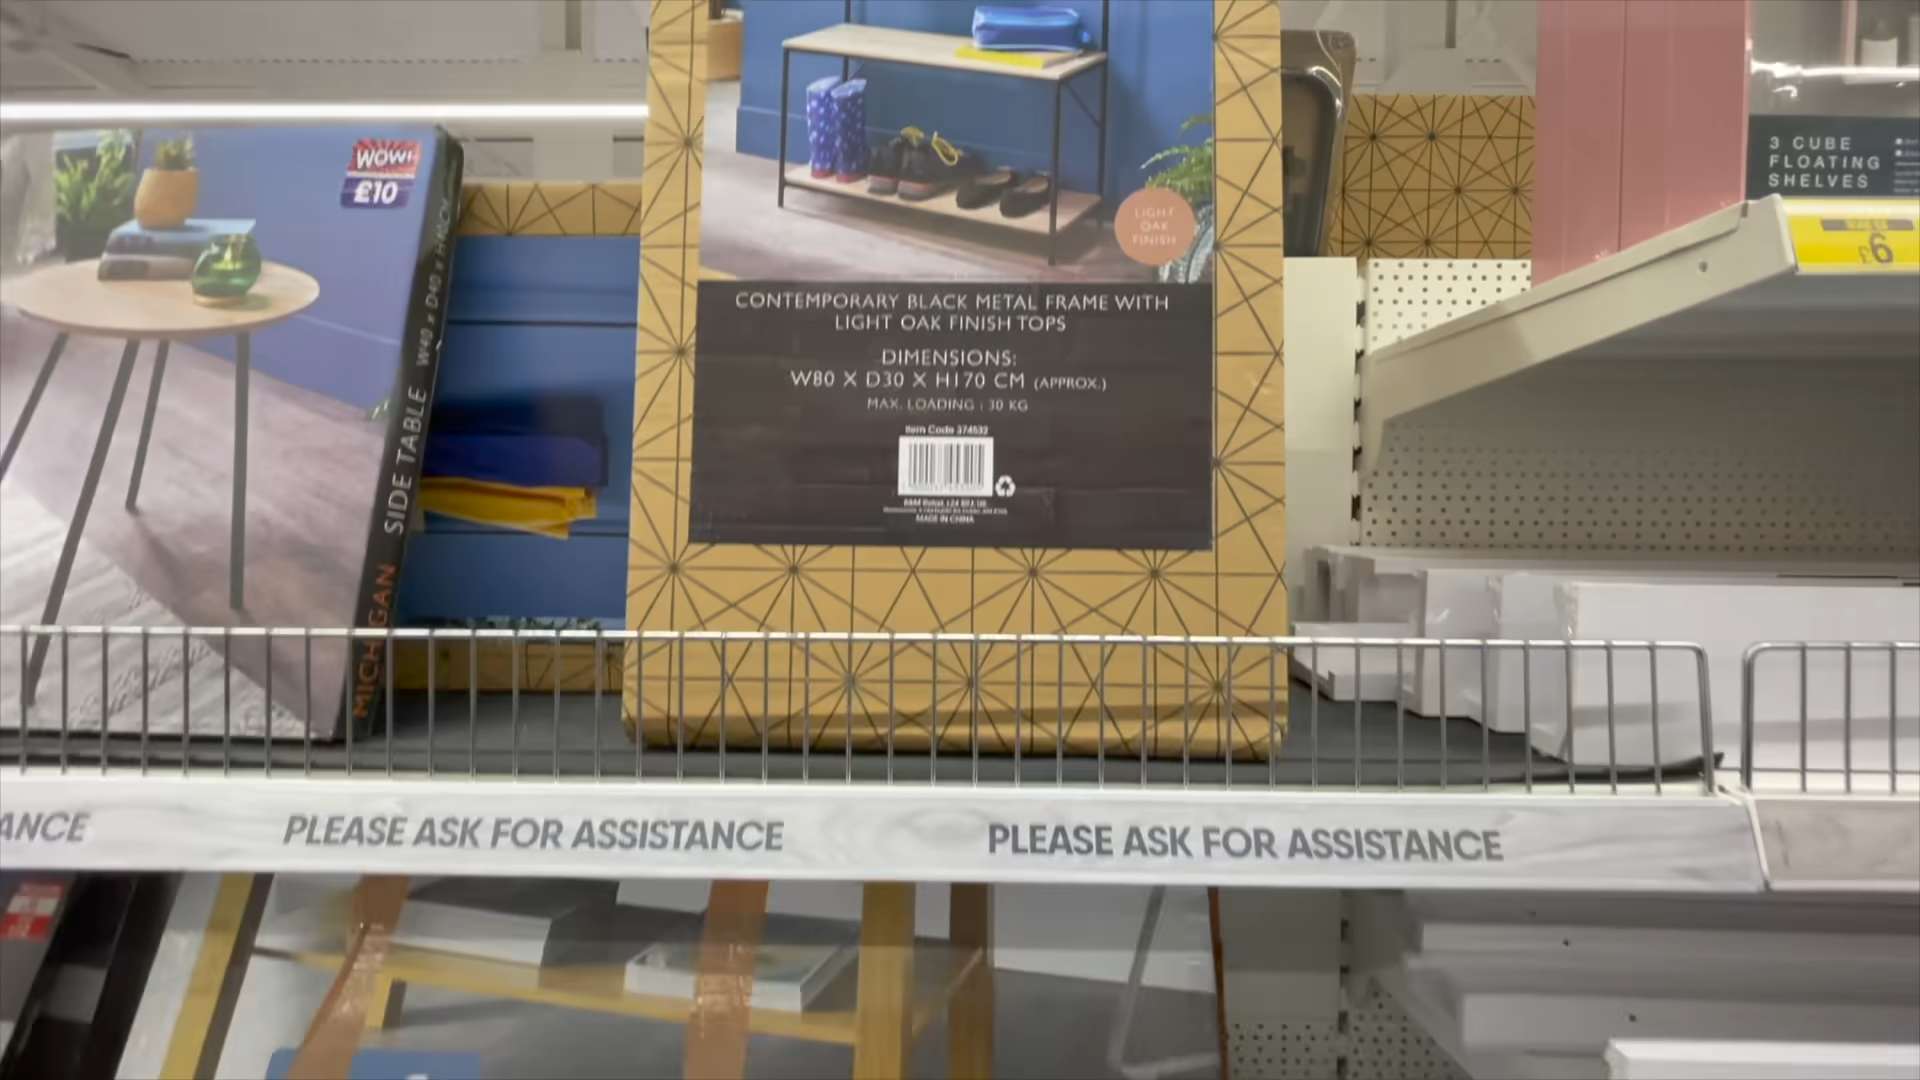 WOW!
£10
MICHIGAN SIDE TABLE W40 x D40 x H
LIGHT
OAK
FINISH
CONTEMPORARY BLACK METAL FRAME WITH
LIGHT OAK FINISH TOPS
DIMENSIONS:
W80 X D30 X H170 CM (APPROX.)
MAX. LOADING : 30 KG
Item Code 374532
MADE IN CHINA
3 CUBE
FLOATING
SHELVES
£9
ANCE
PLEASE ASK FOR ASSISTANCE
PLEASE ASK FOR ASSISTANCE